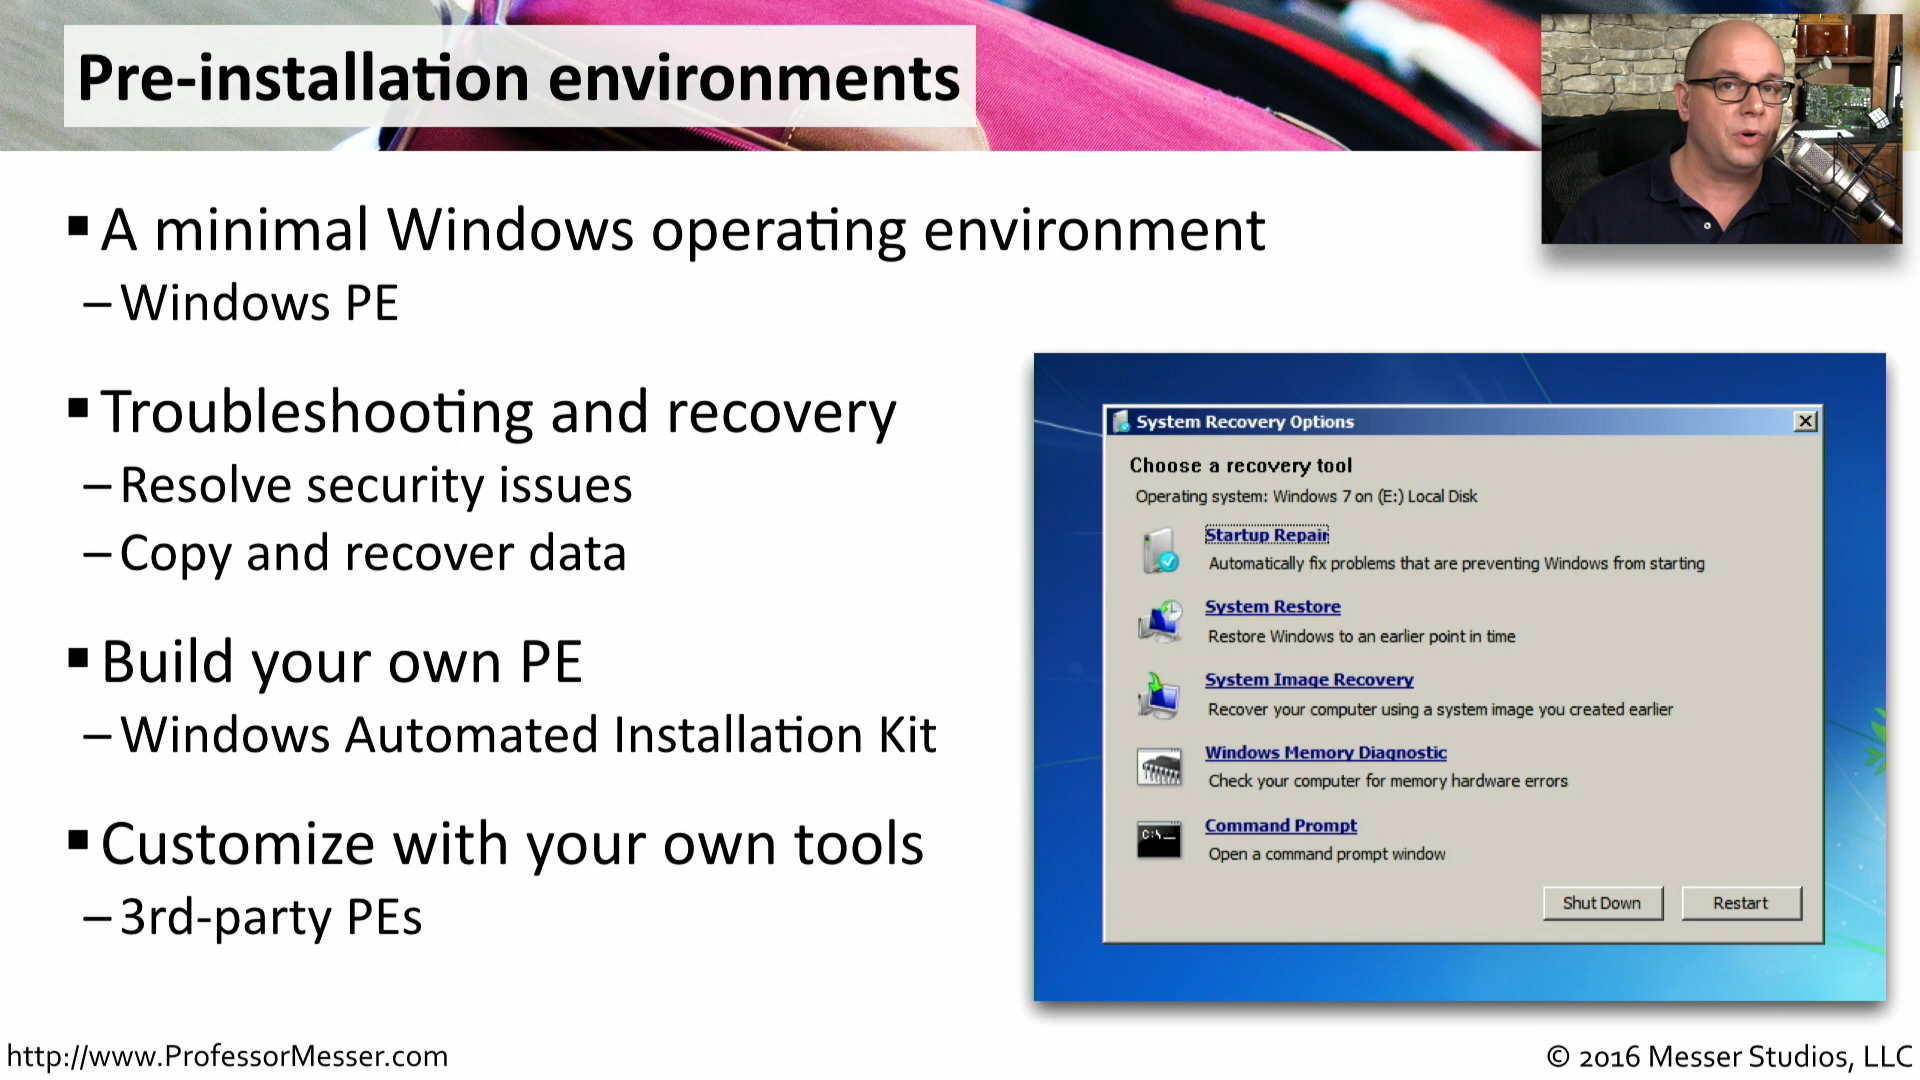 Pre-installation environments
▪ A minimal Windows operating environment
– Windows PE
▪ Troubleshooting and recovery
– Resolve security issues
– Copy and recover data
▪ Build your own PE
– Windows Automated Installation Kit
▪ Customize with your own tools
– 3rd-party PEs
System Recovery Options
Choose a recovery tool
Operating system: Windows 7 on (E:) Local Disk
Startup Repair
Automatically fix problems that are preventing Windows from starting
System Restore
Restore Windows to an earlier point in time
System Image Recovery
Recover your computer using a system image you created earlier
Windows Memory Diagnostic
Check your computer for memory hardware errors
C:\_
Command Prompt
Open a command prompt window
Shut Down
Restart
http://www.ProfessorMesser.com
© 2016 Messer Studios, LLC